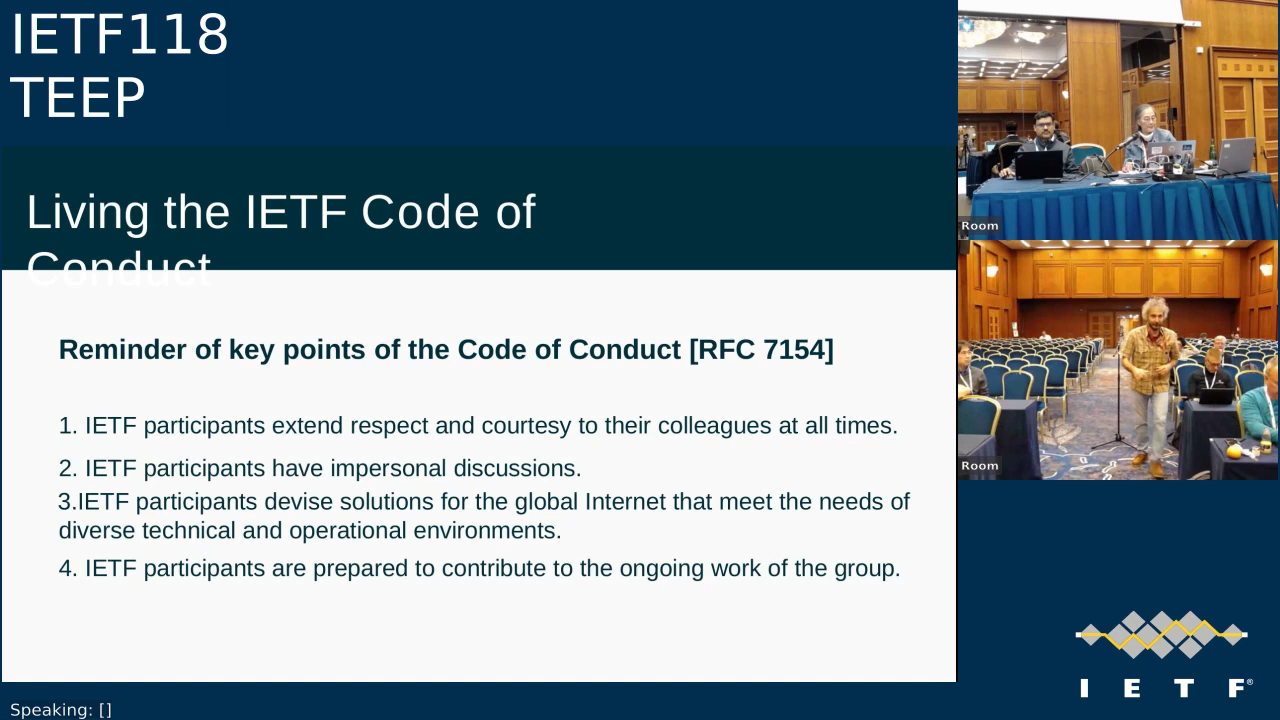 IETF118
TEEP
Living the IETF Code of
Conduct
Reminder of key points of the Code of Conduct [RFC 7154]
1. IETF participants extend respect and courtesy to their colleagues at all times.
2. IETF participants have impersonal discussions.
3.IETF participants devise solutions for the global Internet that meet the needs of
diverse technical and operational environments.
4. IETF participants are prepared to contribute to the ongoing work of the group.
Speaking: []
Room
Room
I E T F®